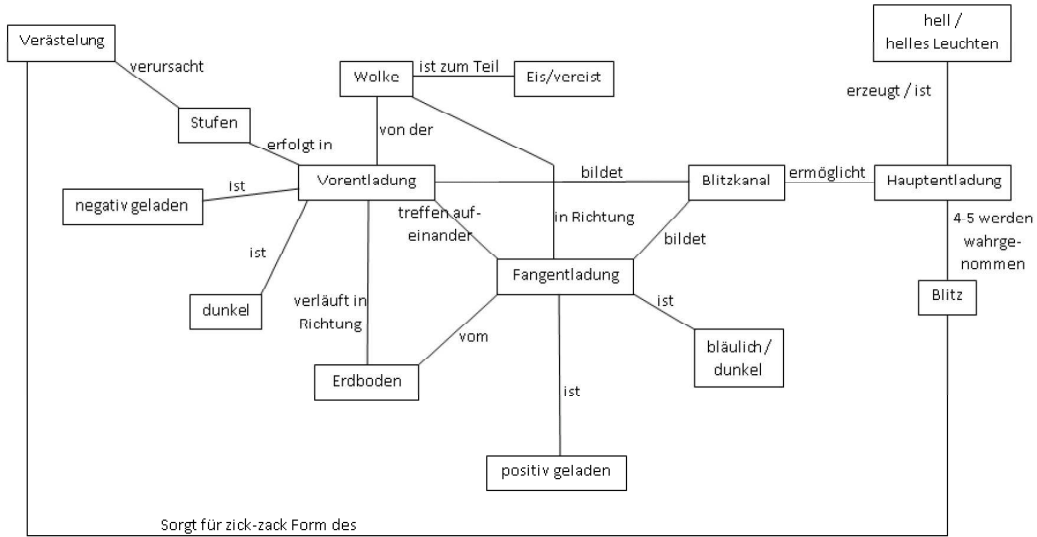 hell /
helles Leuchten
Verästelung
verursacht
Wolke
ist zum Teil
Eis/vereist
erzeugt / ist
Stufen
von der
erfolgt in
Vorentladung
bildet
Blitzkanal
ermöglicht
Hauptentladung
ist
negativ geladen
treffen auf-
einander
in Richtung
bildet
4-5 werden
wahrge-
nommen
ist
Fangentladung
dunkel
verläuft in
Richtung
ist
Blitz
vom
bläulich /
dunkel
Erdboden
ist
positiv geladen
Sorgt für zick-zack Form des